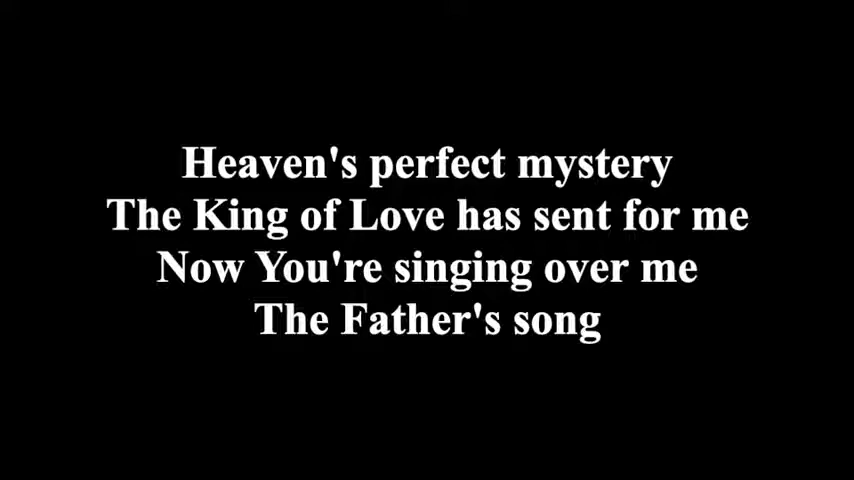 Heaven's perfect mystery
The King of Love has sent for me
Now You're singing over me
The Father's song